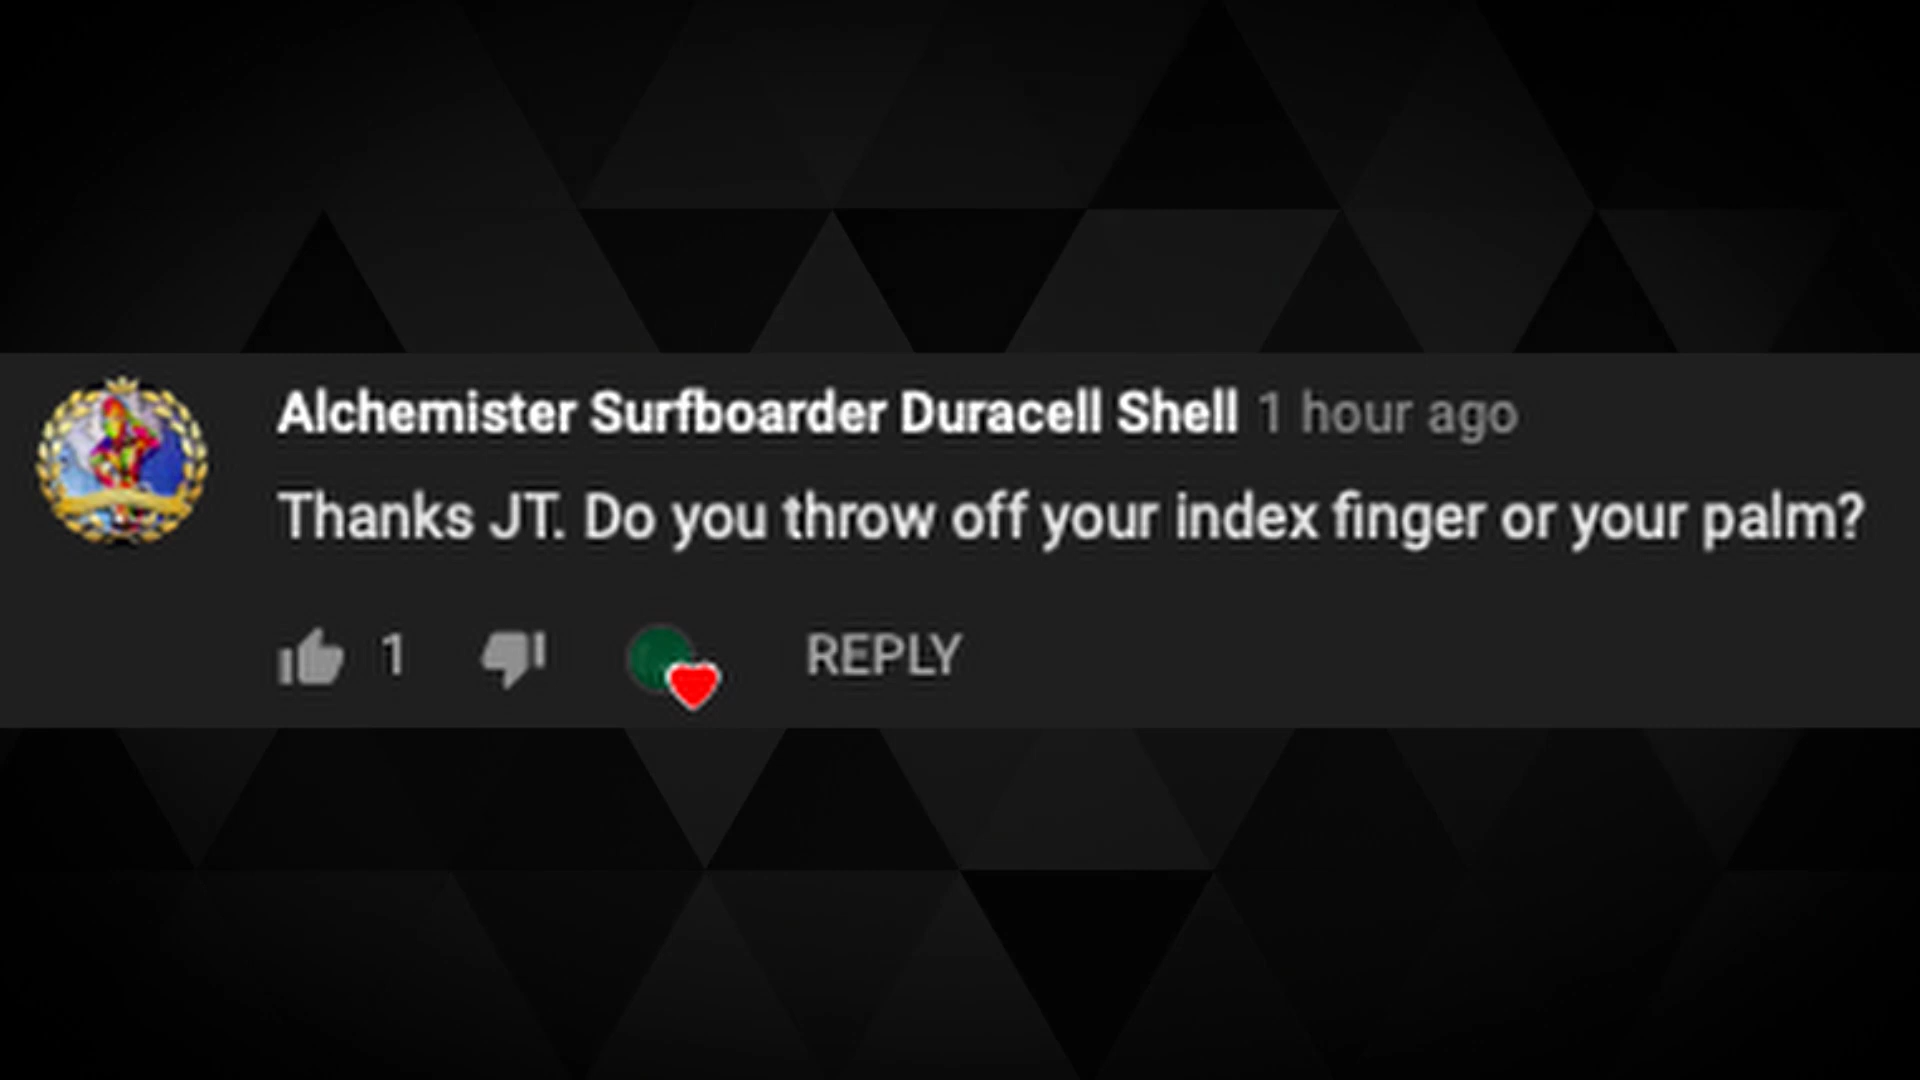 Alchemister Surfboarder Duracell Shell 1 hour ago
Thanks JT. Do you throw off your index finger or your palm?
1 REPLY